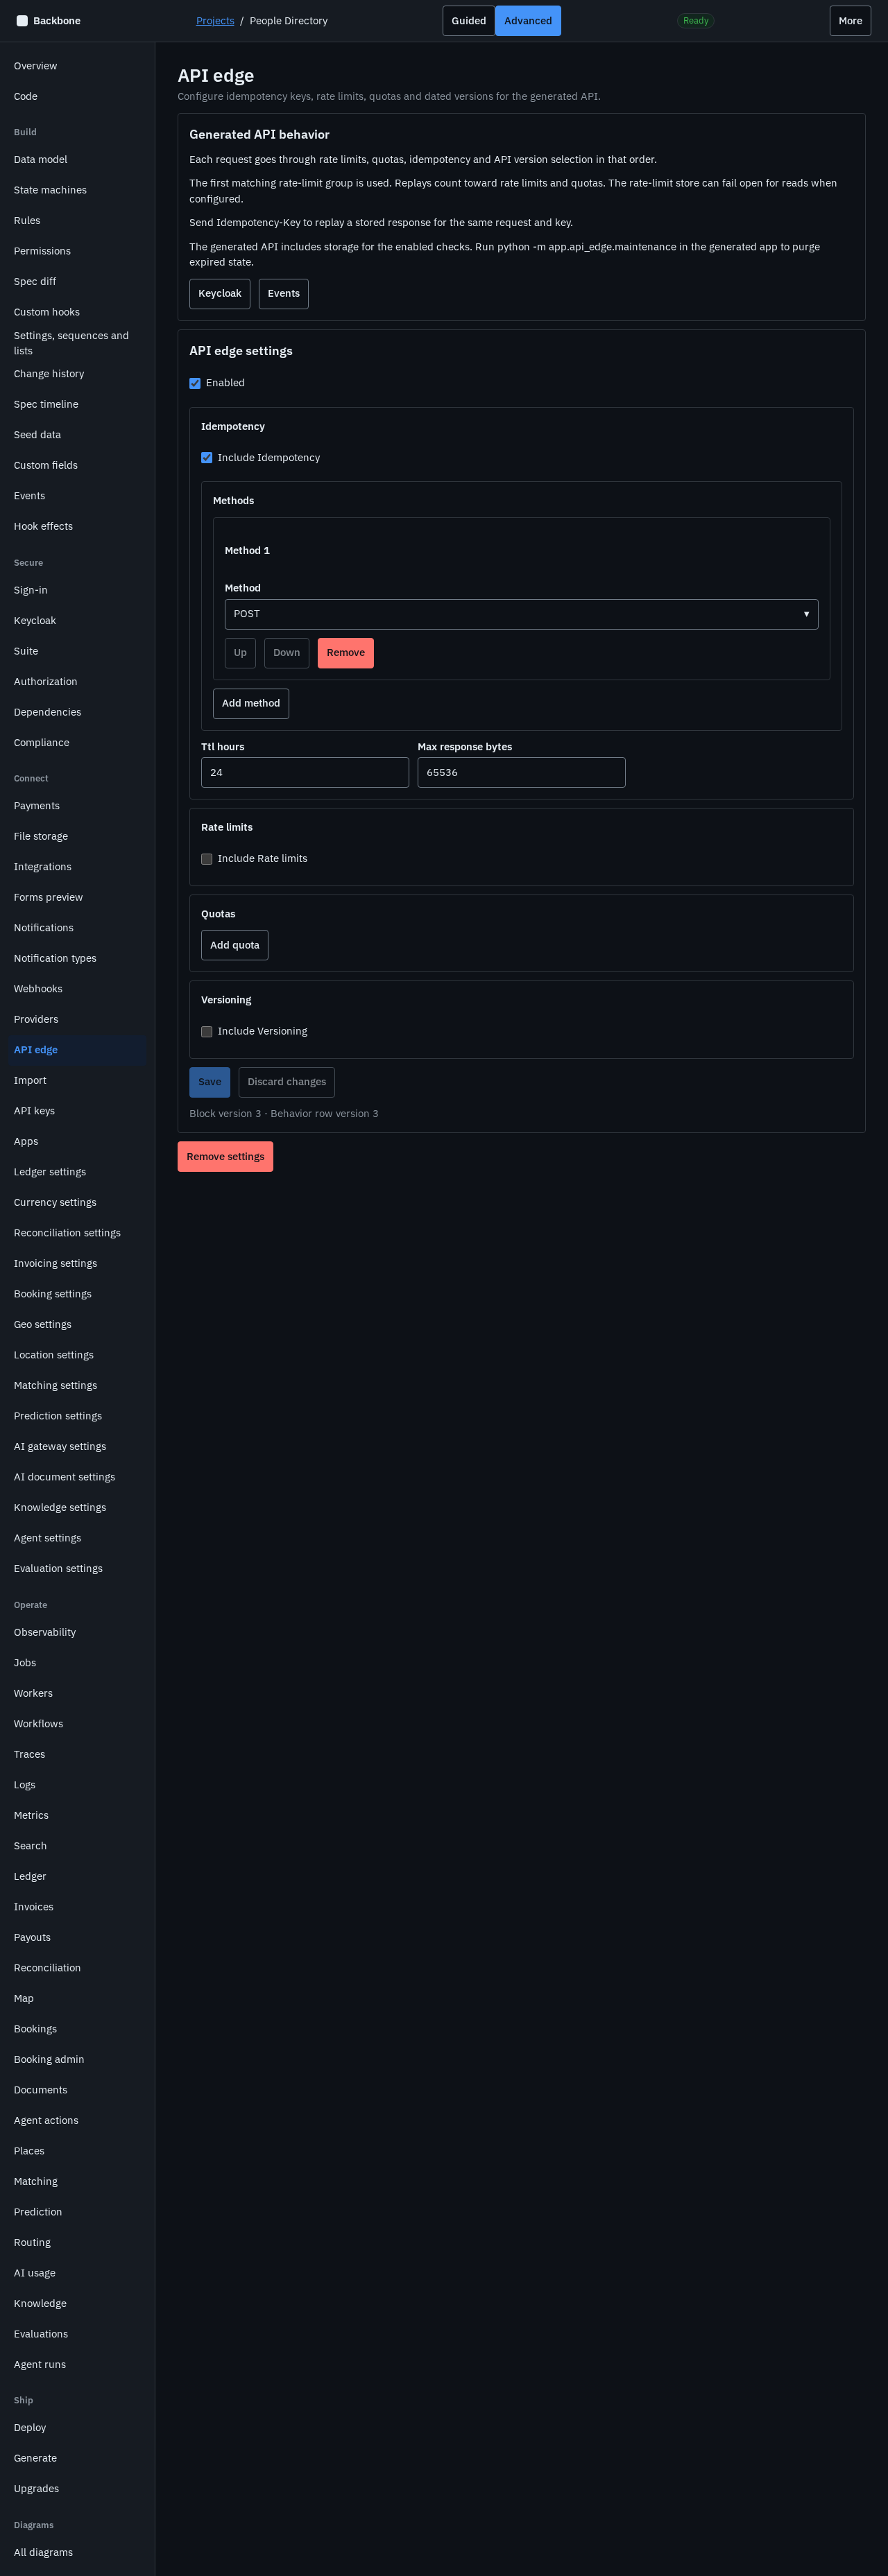 Backbone
Projects / People Directory
Guided
Advanced
Ready
More
Overview
Code
Build
Data model
State machines
Rules
Permissions
Spec diff
Custom hooks
Settings, sequences and
lists
Change history
Spec timeline
Seed data
Custom fields
Events
Hook effects
Secure
Sign-in
Keycloak
Suite
Authorization
Dependencies
Compliance
Connect
Payments
File storage
Integrations
Forms preview
Notifications
Notification types
Webhooks
Providers
API edge
Import
API keys
Apps
Ledger settings
Currency settings
Reconciliation settings
Invoicing settings
Booking settings
Geo settings
Location settings
Matching settings
Prediction settings
AI gateway settings
AI document settings
Knowledge settings
Agent settings
Evaluation settings
Operate
Observability
Jobs
Workers
Workflows
Traces
Logs
Metrics
Search
Ledger
Invoices
Payouts
Reconciliation
Map
Bookings
Booking admin
Documents
Agent actions
Places
Matching
Prediction
Routing
AI usage
Knowledge
Evaluations
Agent runs
Ship
Deploy
Generate
Upgrades
Diagrams
All diagrams
API edge
Configure idempotency keys, rate limits, quotas and dated versions for the generated API.
Generated API behavior
Each request goes through rate limits, quotas, idempotency and API version selection in that order.
The first matching rate-limit group is used. Replays count toward rate limits and quotas. The rate-limit store can fail open for reads when
configured.
Send Idempotency-Key to replay a stored response for the same request and key.
The generated API includes storage for the enabled checks. Run python -m app.api_edge.maintenance in the generated app to purge
expired state.
Keycloak
Events
API edge settings
Enabled
Idempotency
Include Idempotency
Methods
Method 1
Method
POST
Up
Down
Remove
Add method
Ttl hours
Max response bytes
24
65536
Rate limits
Include Rate limits
Quotas
Add quota
Versioning
Include Versioning
Save
Discard changes
Block version 3 · Behavior row version 3
Remove settings